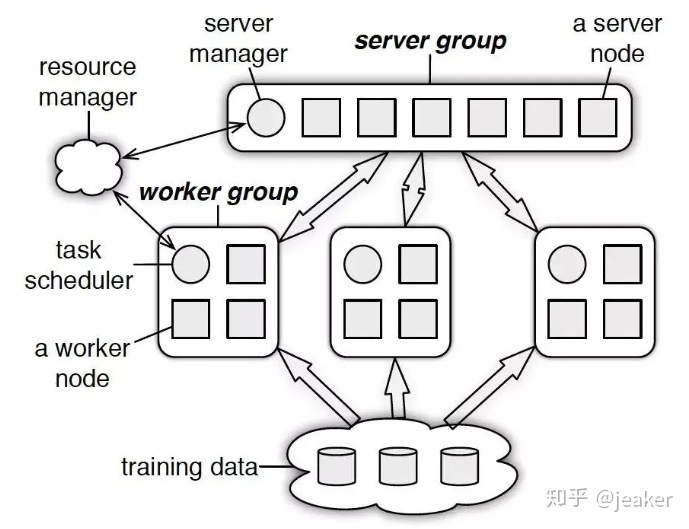 server
manager
server group
a server
node
resource
manager
worker group
task
scheduler
a worker
node
training data
知乎 @jeaker